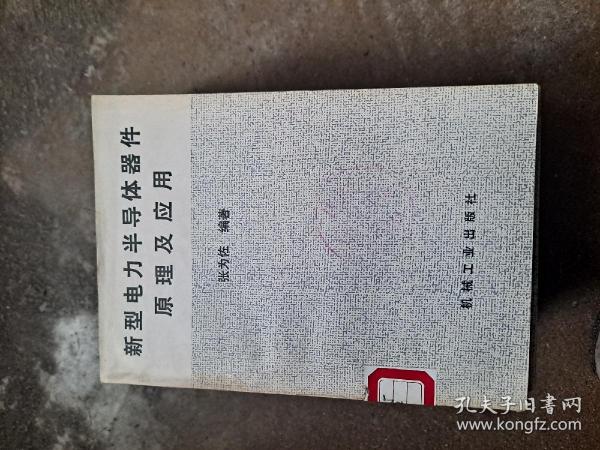 新型电力半导体器件
原理及应用
张为佐 编著
机械工业出版社
孔夫子旧书网
www.kongfz.com